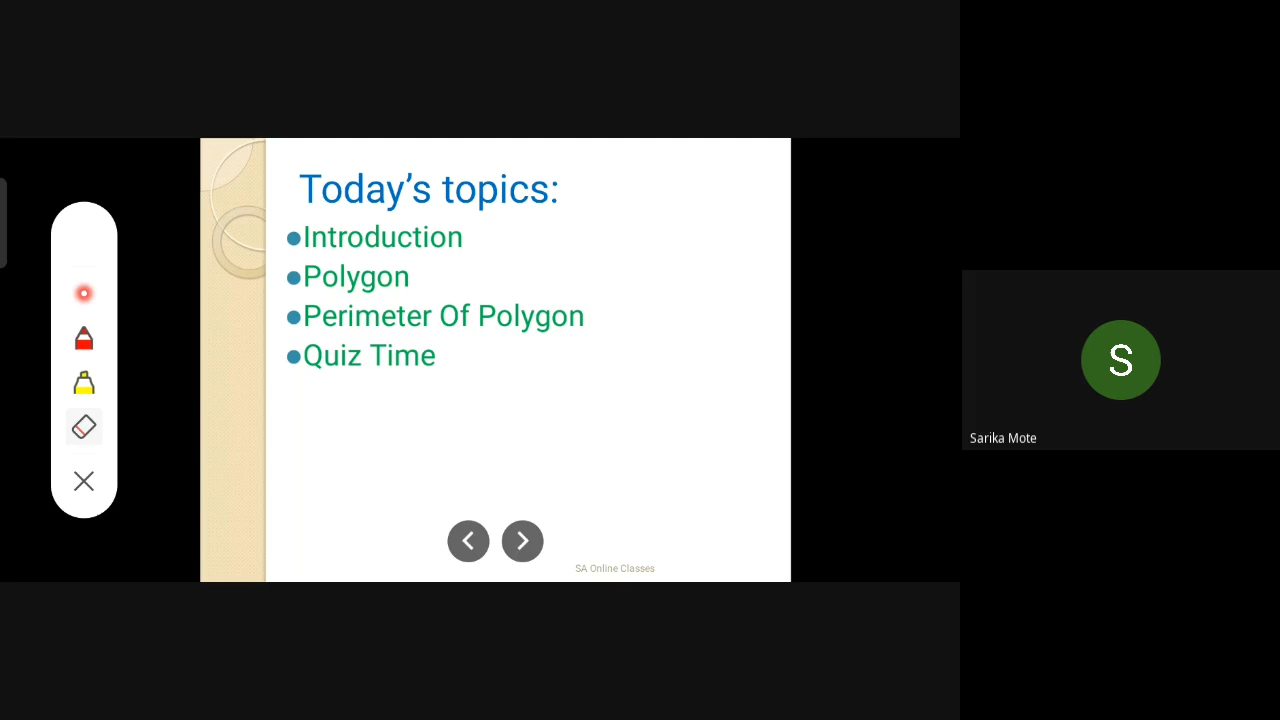 Today’s topics:
Introduction
Polygon
Perimeter Of Polygon
Quiz Time
SA Online Classes
S
Sarika Mote